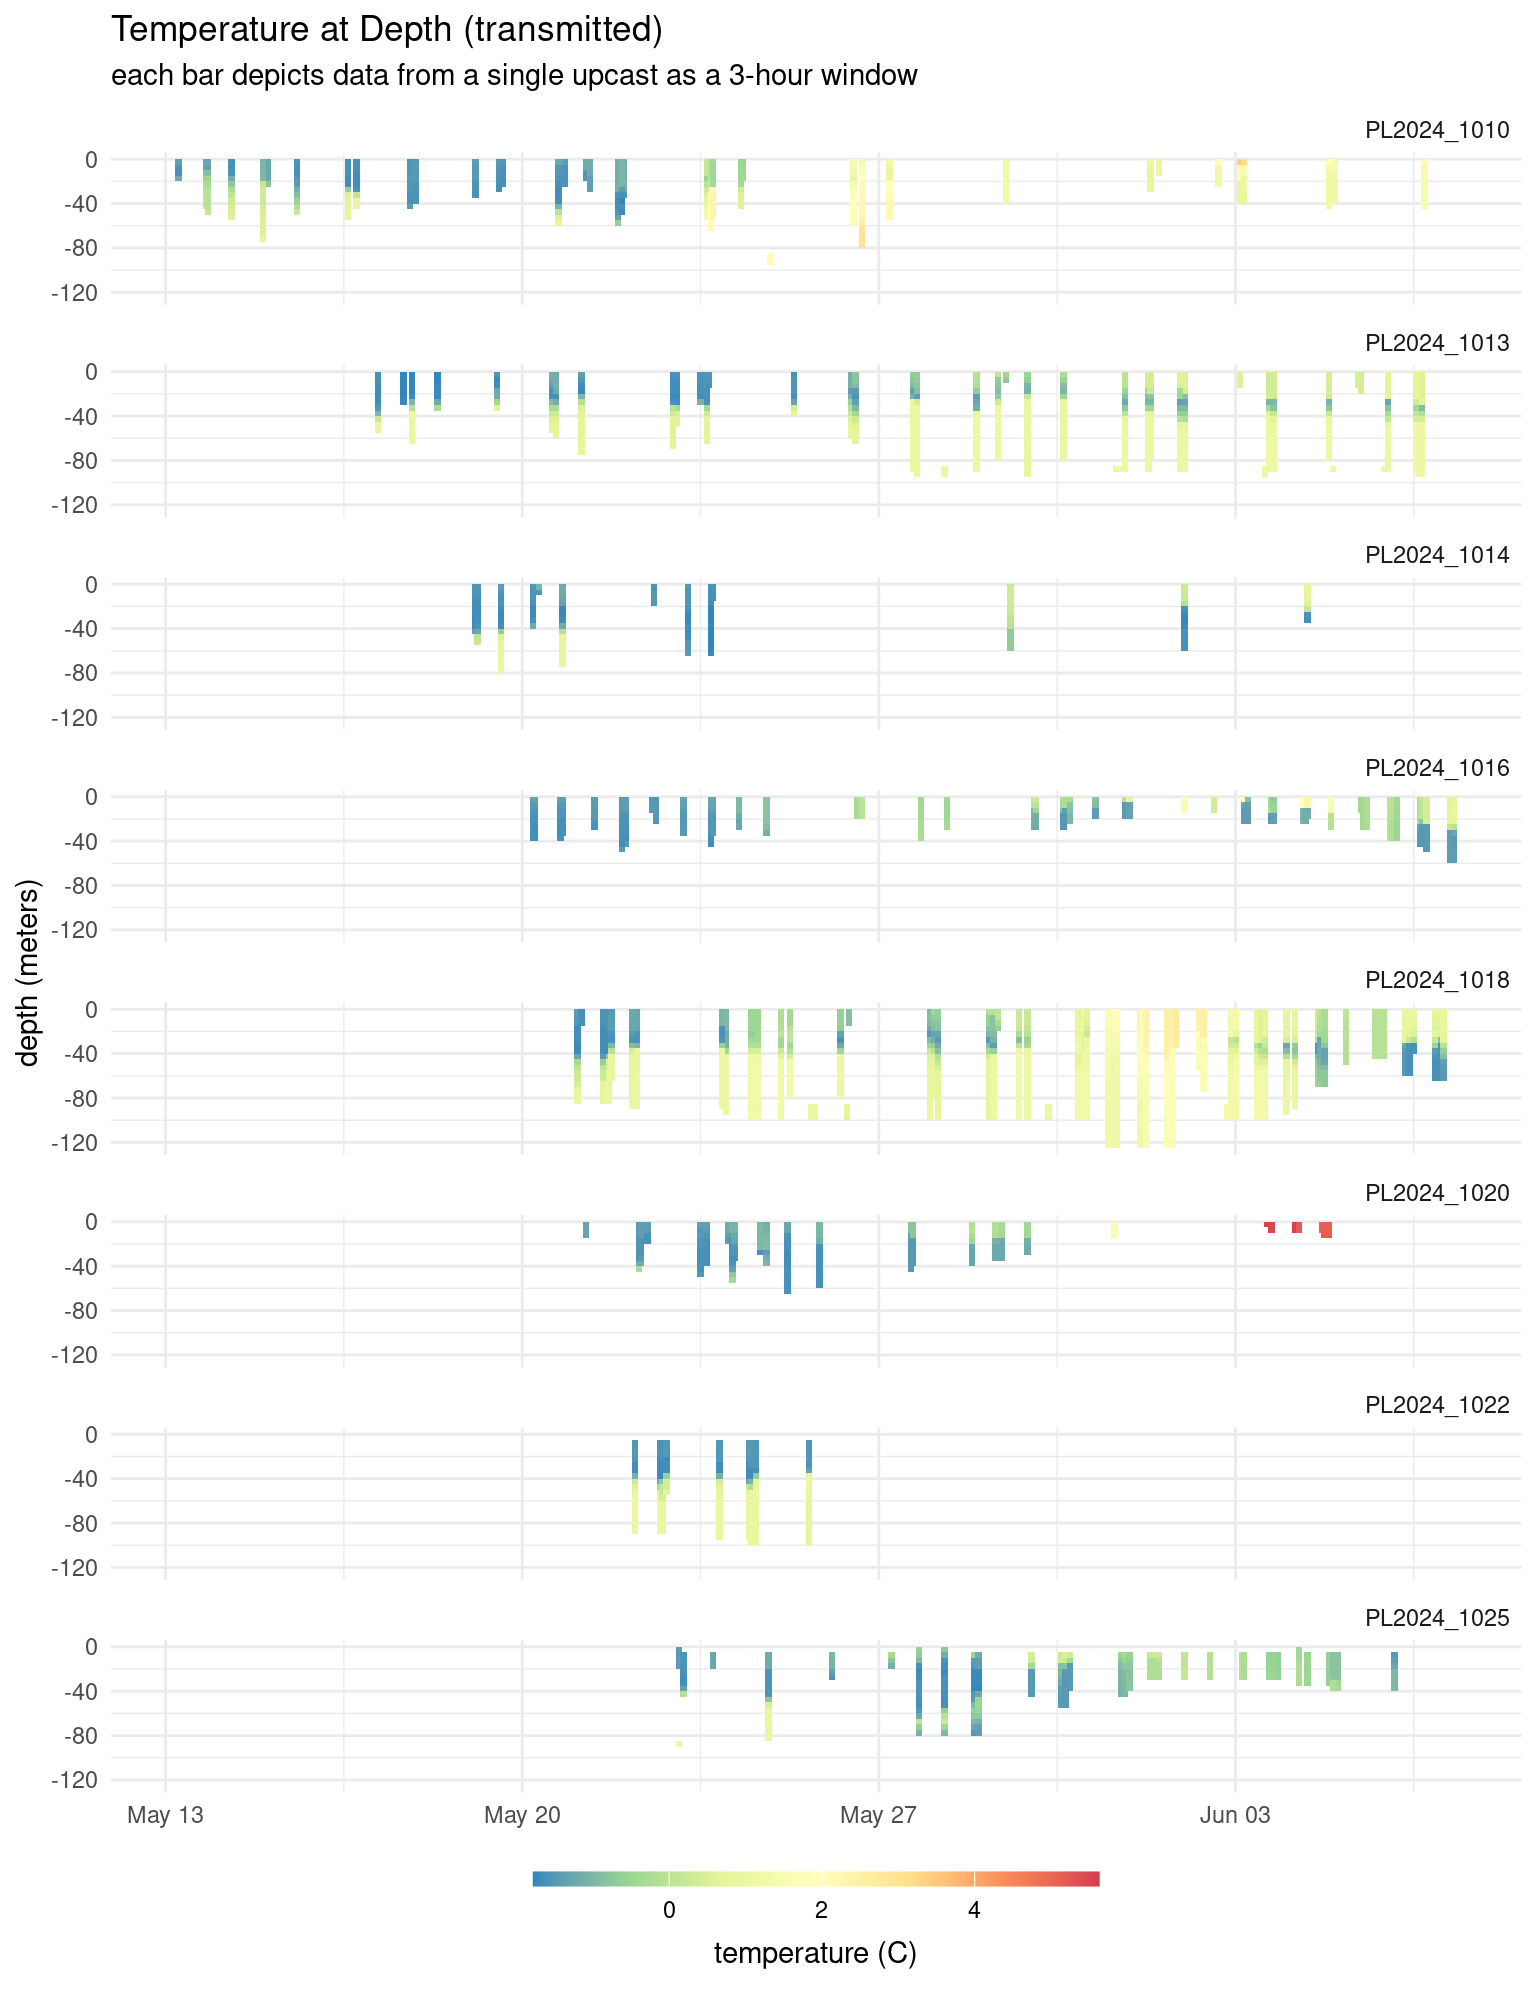 Temperature at Depth (transmitted)
each bar depicts data from a single upcast as a 3-hour window
PL2024_1010
0
-40
-80
-120
PL2024_1013
0
-40
-80
-120
PL2024_1014
0
-40
-80
-120
PL2024_1016
0
-40
-80
-120
depth (meters)
PL2024_1018
0
-40
-80
-120
PL2024_1020
0
-40
-80
-120
PL2024_1022
0
-40
-80
-120
PL2024_1025
0
-40
-80
-120
May 13 May 20 May 27 Jun 03
0 2 4
temperature (C)